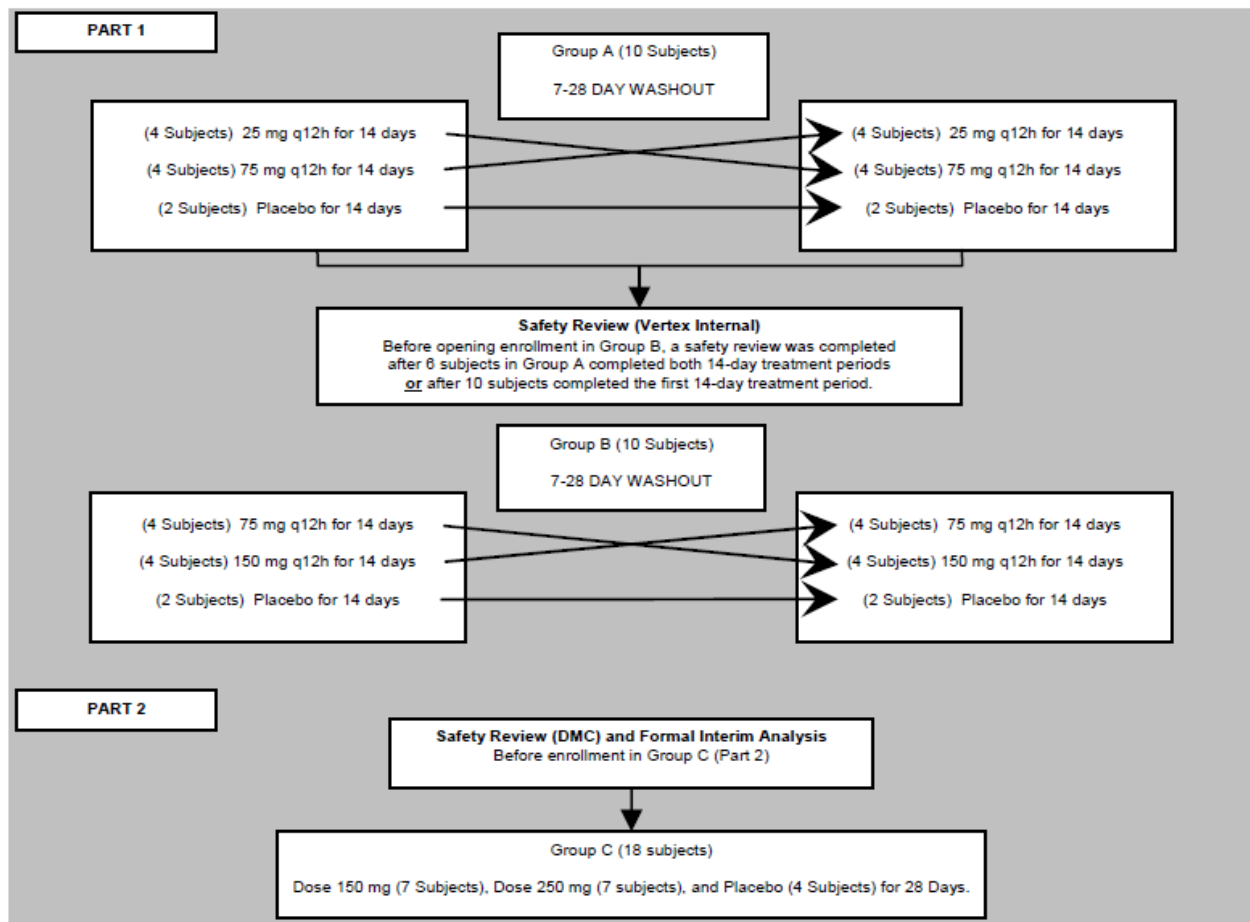 PART 1
Group A (10 Subjects)
7-28 DAY WASHOUT
(4 Subjects) 25 mg q12h for 14 days
(4 Subjects) 75 mg q12h for 14 days
(2 Subjects) Placebo for 14 days
(4 Subjects) 25 mg q12h for 14 days
(4 Subjects) 75 mg q12h for 14 days
(2 Subjects) Placebo for 14 days
Safety Review (Vertex Internal)
Before opening enrollment in Group B, a safety review was completed
after 6 subjects in Group A completed both 14-day treatment periods
or after 10 subjects completed the first 14-day treatment period.
Group B (10 Subjects)
7-28 DAY WASHOUT
(4 Subjects) 75 mg q12h for 14 days
(4 Subjects) 150 mg q12h for 14 days
(2 Subjects) Placebo for 14 days
(4 Subjects) 75 mg q12h for 14 days
(4 Subjects) 150 mg q12h for 14 days
(2 Subjects) Placebo for 14 days
PART 2
Safety Review (DMC) and Formal Interim Analysis
Before enrollment in Group C (Part 2)
Group C (18 subjects)
Dose 150 mg (7 Subjects), Dose 250 mg (7 subjects), and Placebo (4 Subjects) for 28 Days.